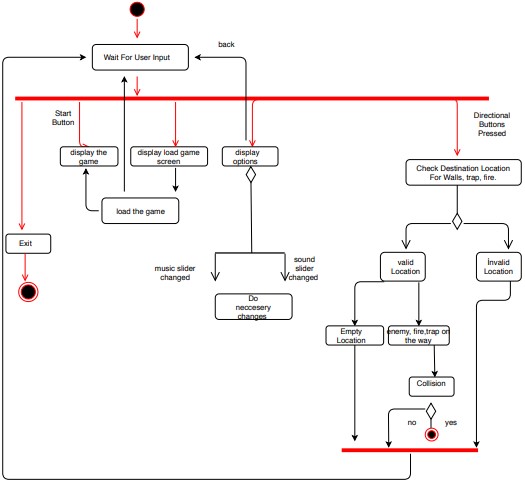 back
Wait For User Input
Start
Button
Directional
Buttons
Pressed
display the
game
display load game
screen
display
options
Check Destination Location
For Walls, trap, fire.
load the game
Exit
music slider
changed
sound
slider
changed
valid
Location
İnvalid
Location
Do
neccesery
changes
Empty
Location
enemy, fire,trap on
the way
Collision
no
yes